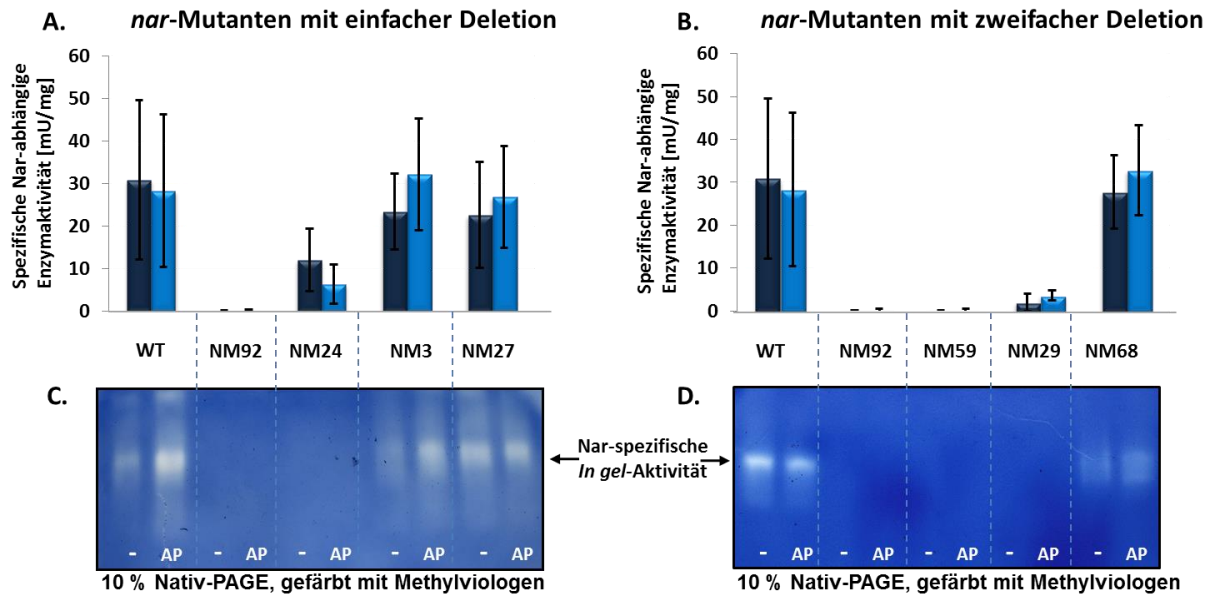 A. nar-Mutanten mit einfacher Deletion
Spezifische Nar-abhängige
Enzymaktivität [mU/mg]
60
50
40
30
20
10
0
WT NM92 NM24 NM3 NM27
B. nar-Mutanten mit zweifacher Deletion
Spezifische Nar-abhängige
Enzymaktivität [mU/mg]
60
50
40
30
20
10
0
WT NM92 NM59 NM29 NM68
C.
- AP - AP - AP - AP - AP
10 % Nativ-PAGE, gefärbt mit Methylviologen
Nar-spezifische
In gel-Aktivität
D.
- AP - AP - AP - AP - AP
10 % Nativ-PAGE, gefärbt mit Methylviologen